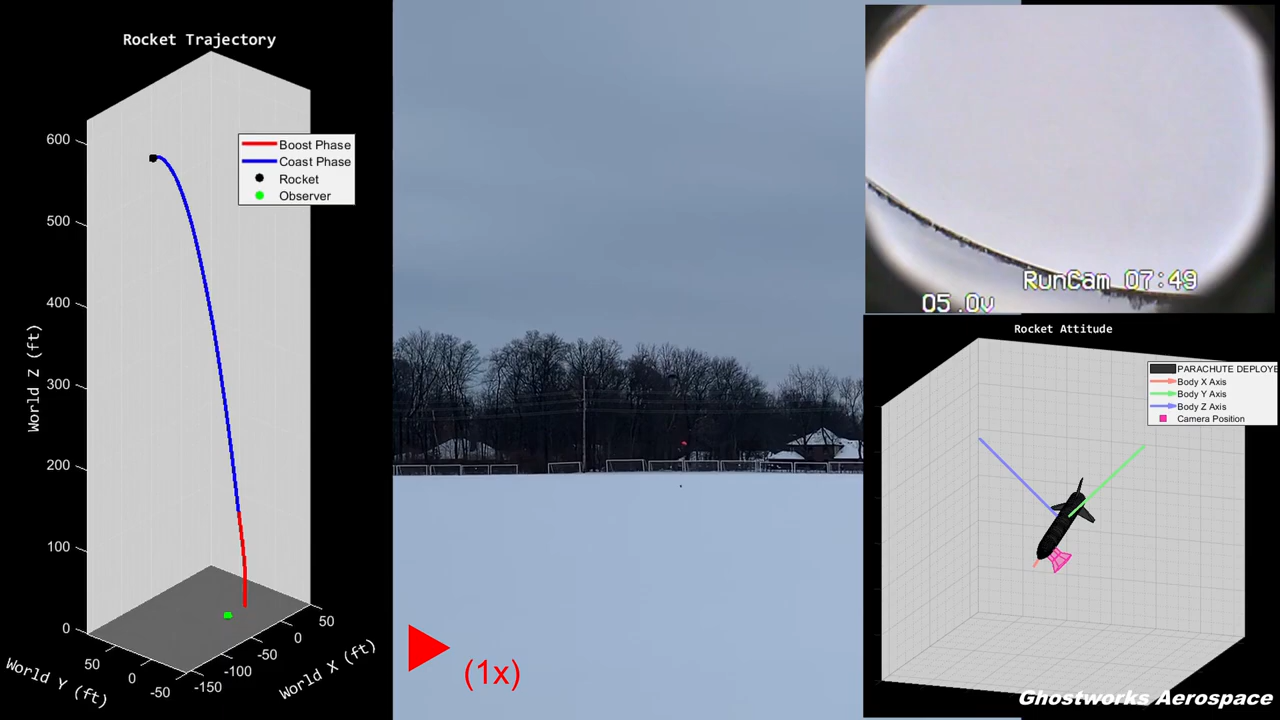 Rocket Trajectory
Boost Phase
Coast Phase
Rocket
Observer
World Z (ft)
600
500
400
300
200
100
0
50
0
-50
World Y (ft)
-150
-100
-50
0
50
World X (ft)
(1x)
RunCam 07:49
05.0v
Rocket Attitude
PARACHUTE DEPLOYE
Body X Axis
Body Y Axis
Body Z Axis
Camera Position
Ghostworks Aerospace